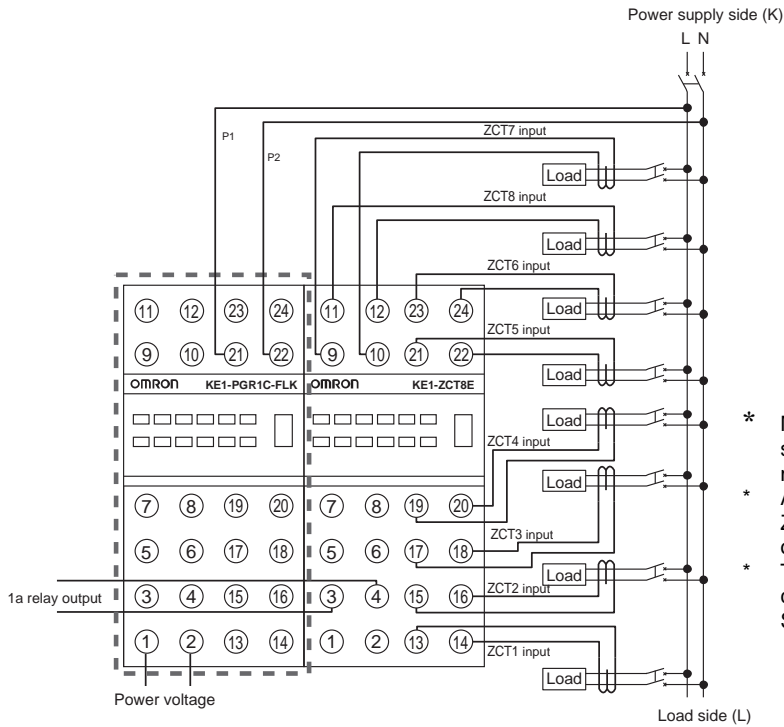 Power supply side (K)
L N
P1
P2
ZCT7 input
Load
ZCT8 input
Load
ZCT6 input
Load
ZCT5 input
Load
11 12 23 24 11 12 23 24
9 10 21 22 9 10 21 22
OMRON KE1-PGR1C-FLK OMRON KE1-ZCT8E
Load
ZCT4 input
*
Load
7 8 19 20 7 8 19 20
*
ZCT3 input
5 6 17 18 5 6 17 18
*
Load
ZCT2 input
1a relay output
3 4 15 16 3 4 15 16
1 2 13 14 1 2 13 14
ZCT1 input
Load
Power voltage
Load side (L)